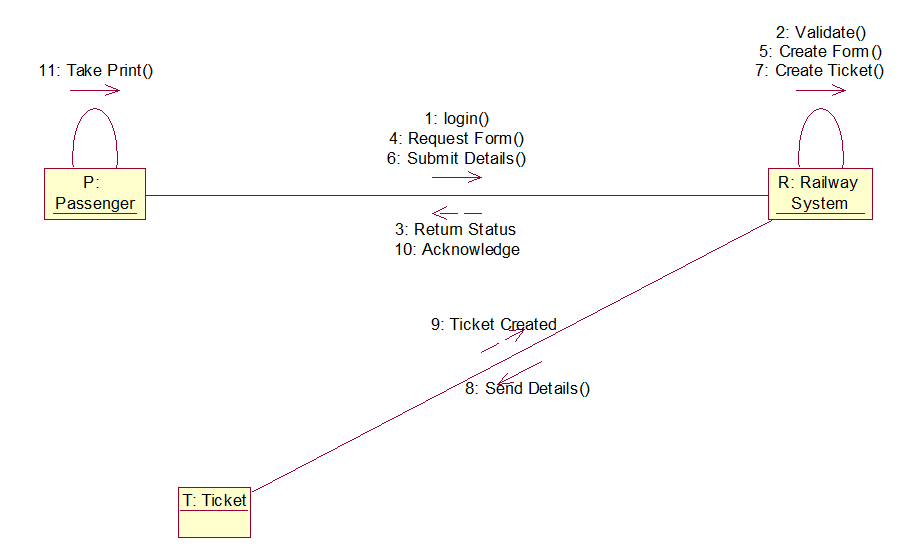 2: Validate()
5: Create Form()
7: Create Ticket()
11: Take Print()
1: login()
4: Request Form()
6: Submit Details()
P:
Passenger
R: Railway
System
3: Return Status
10: Acknowledge
9: Ticket Created
8: Send Details()
T: Ticket